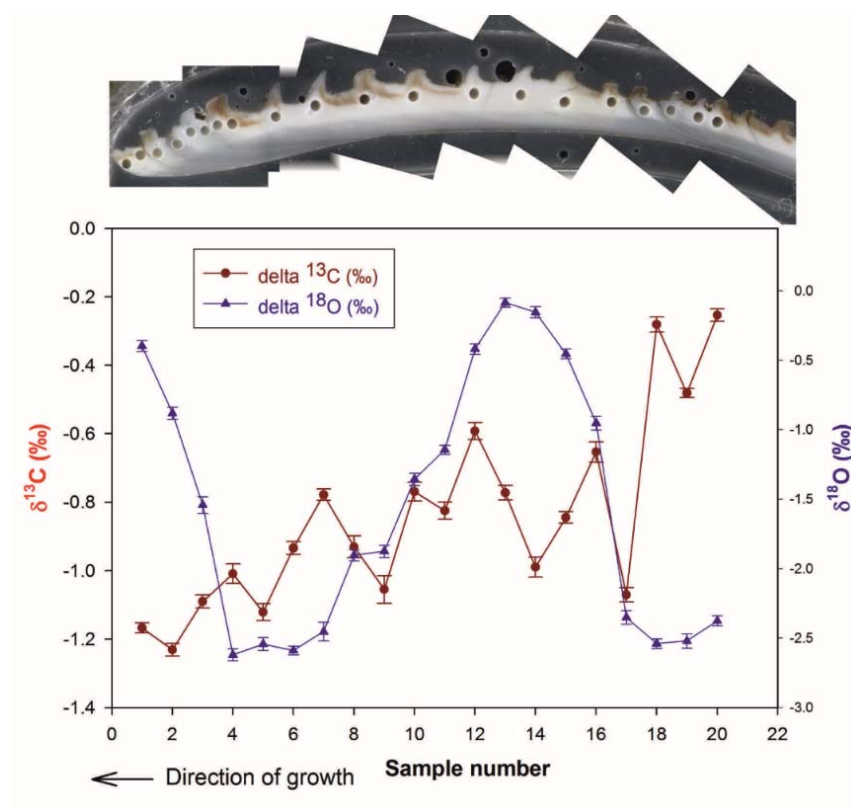 0.0
-0.2
-0.4
-0.6
-0.8
-1.0
-1.2
-1.4
δ13C (‰)
delta 13C (‰)
delta 18O (‰)
0.0
-0.5
-1.0
-1.5
-2.0
-2.5
-3.0
δ18O (‰)
0 2 4 6 8 10 12 14 16 18 20 22
Direction of growth
Sample number